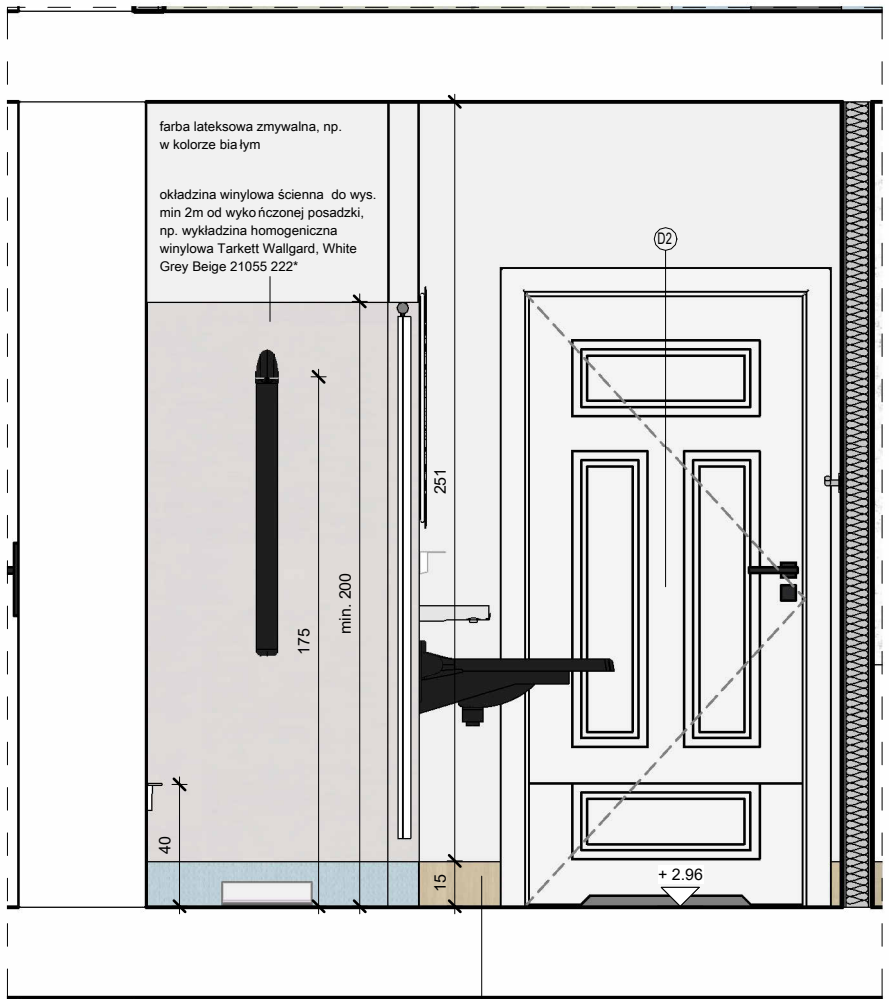 farba lateksowa zmywalna, np.
w kolorze białym
okładzina winylowa ścienna do wys.
min 2m od wykończonej posadzki,
np. wykładzina homogeniczna
winylowa Tarkett Wallgard, White
Grey Beige 21055 222*
D2
251
175
min. 200
40
15
+ 2.96